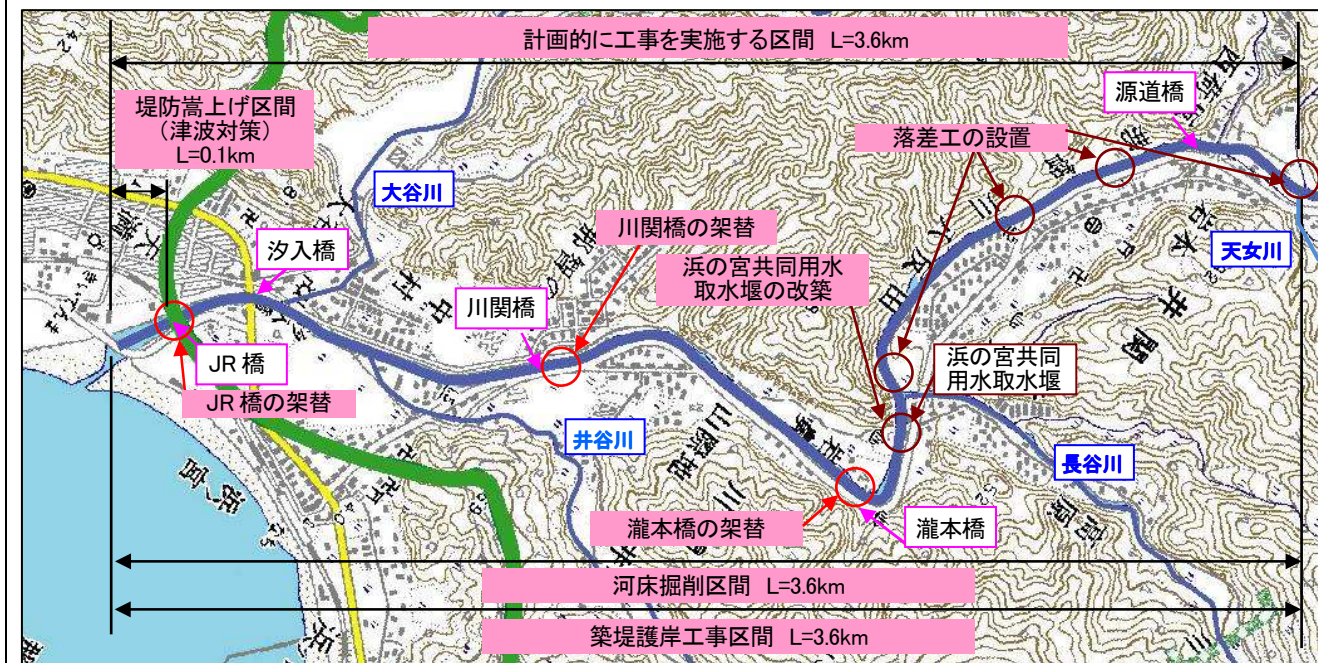 計画的に工事を実施する区間 L=3.6km
堤防嵩上げ区間
（津波対策）
L=0.1km
源道橋
落差工の設置
大谷川
川関橋の架替
汐入橋
浜の宮共同用水
取水堰の改築
天女川
川関橋
JR 橋
浜の宮共同
用水取水堰
JR 橋の架替
井谷川
長谷川
瀧本橋の架替
瀧本橋
河床掘削区間 L=3.6km
築堤護岸工事区間 L=3.6km